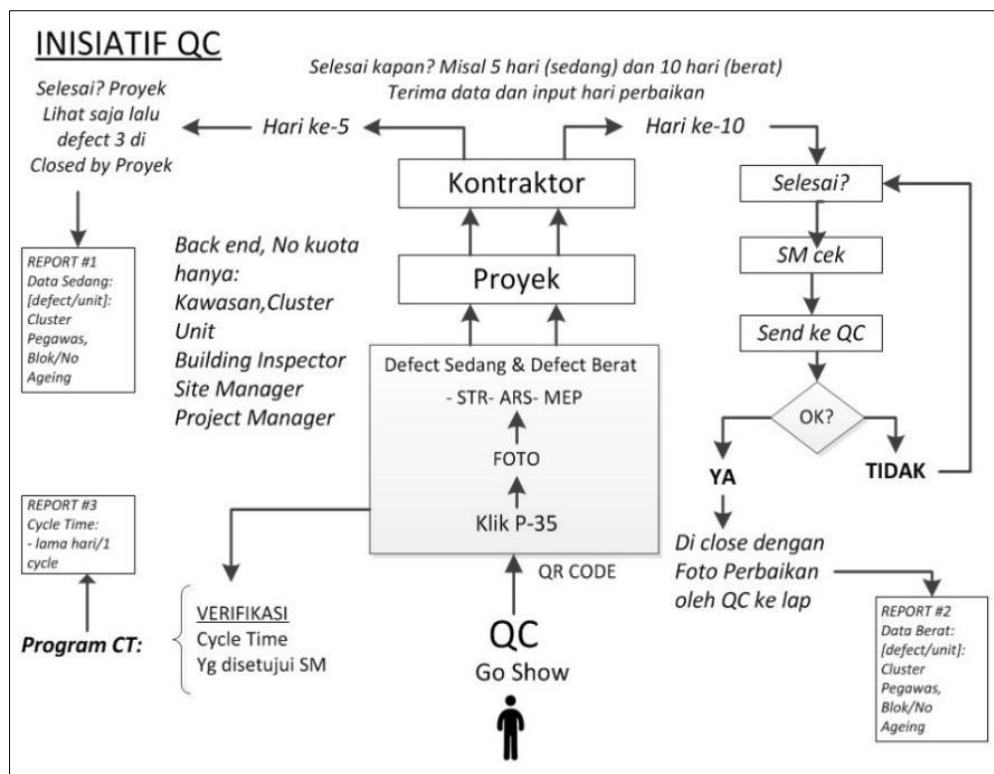 INISIATIF QC
Selesai kapan? Misal 5 hari (sedang) dan 10 hari (berat)
Terima data dan input hari perbaikan
Selesai? Proyek
Lihat saja lalu
defect 3 di
Closed by Proyek
Hari ke-5
Hari ke-10
Kontraktor
Selesai?
SM cek
Send ke QC
OK?
YA
TIDAK
Di close dengan
Foto Perbaikan
oleh QC ke lap
REPORT #1
Data Sedang:
[defect/unit]:
Cluster
Pegawas,
Blok/No
Ageing
Back end, No kuota
hanya:
Kawasan,Cluster
Unit
Building Inspector
Site Manager
Project Manager
Proyek
Defect Sedang & Defect Berat
- STR- ARS- MEP
FOTO
Klik P-35
QR CODE
QC
Go Show
REPORT #3
Cycle Time:
- lama hari/1
cycle
Program CT:
VERIFIKASI
Cycle Time
Yg disetujui SM
REPORT #2
Data Berat:
[defect/unit]:
Cluster
Pegawas,
Blok/No
Ageing